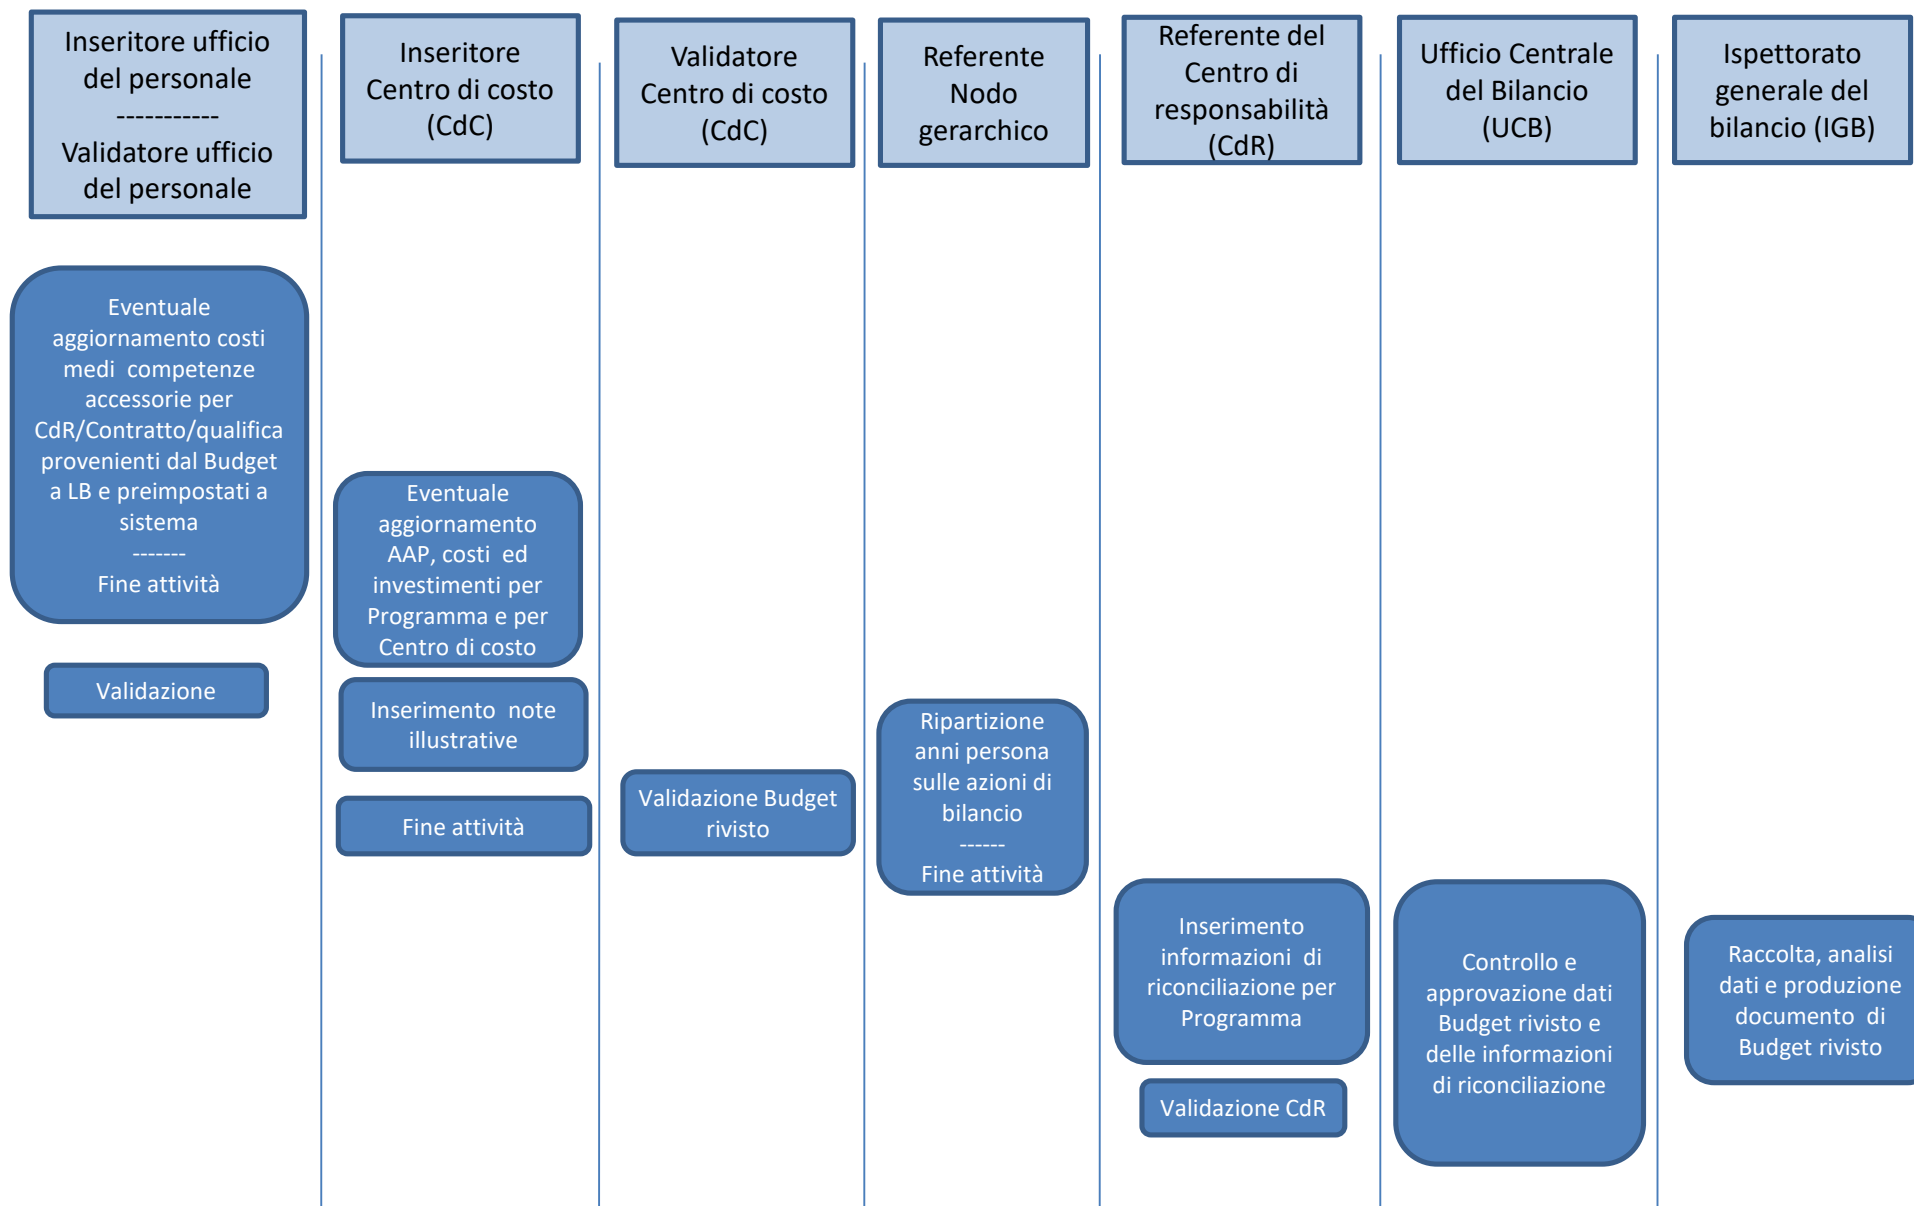 Inseritore ufficio
del personale
-----------
Validatore ufficio
del personale
Inseritore
Centro di costo
(CdC)
Validatore
Centro di costo
(CdC)
Referente
Nodo
gerarchico
Referente del
Centro di
responsabilità
(CdR)
Ufficio Centrale
del Bilancio
(UCB)
Ispettorato
generale del
bilancio (IGB)
Eventuale
aggiornamento costi
medi competenze
accessorie per
CdR/Contratto/qualifica
provenienti dal Budget
a LB e preimpostati a
sistema
-------
Fine attività
Validazione
Eventuale
aggiornamento
AAP, costi ed
investimenti per
Programma e per
Centro di costo
Inserimento note
illustrative
Fine attività
Validazione Budget
rivisto
Ripartizione
anni persona
sulle azioni di
bilancio
------
Fine attività
Inserimento
informazioni di
riconciliazione per
Programma
Validazione CdR
Controllo e
approvazione dati
Budget rivisto e
delle informazioni
di riconciliazione
Raccolta, analisi
dati e produzione
documento di
Budget rivisto